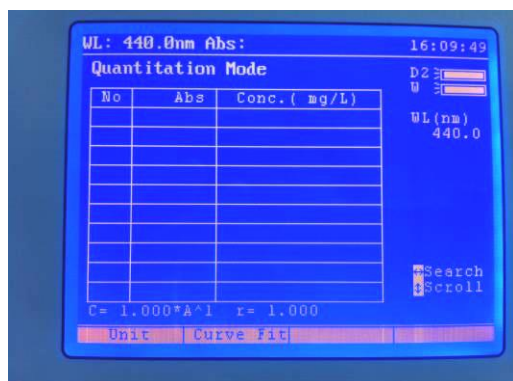 WL: 440.0nm Abs:
16:09:49
Quantitation Mode
D2
W
No Abs Conc.( mg/L)
WL(nm)
440.0
↔Search
↕Scroll
C= 1.000*A^1 r= 1.000
Unit Curve Fit